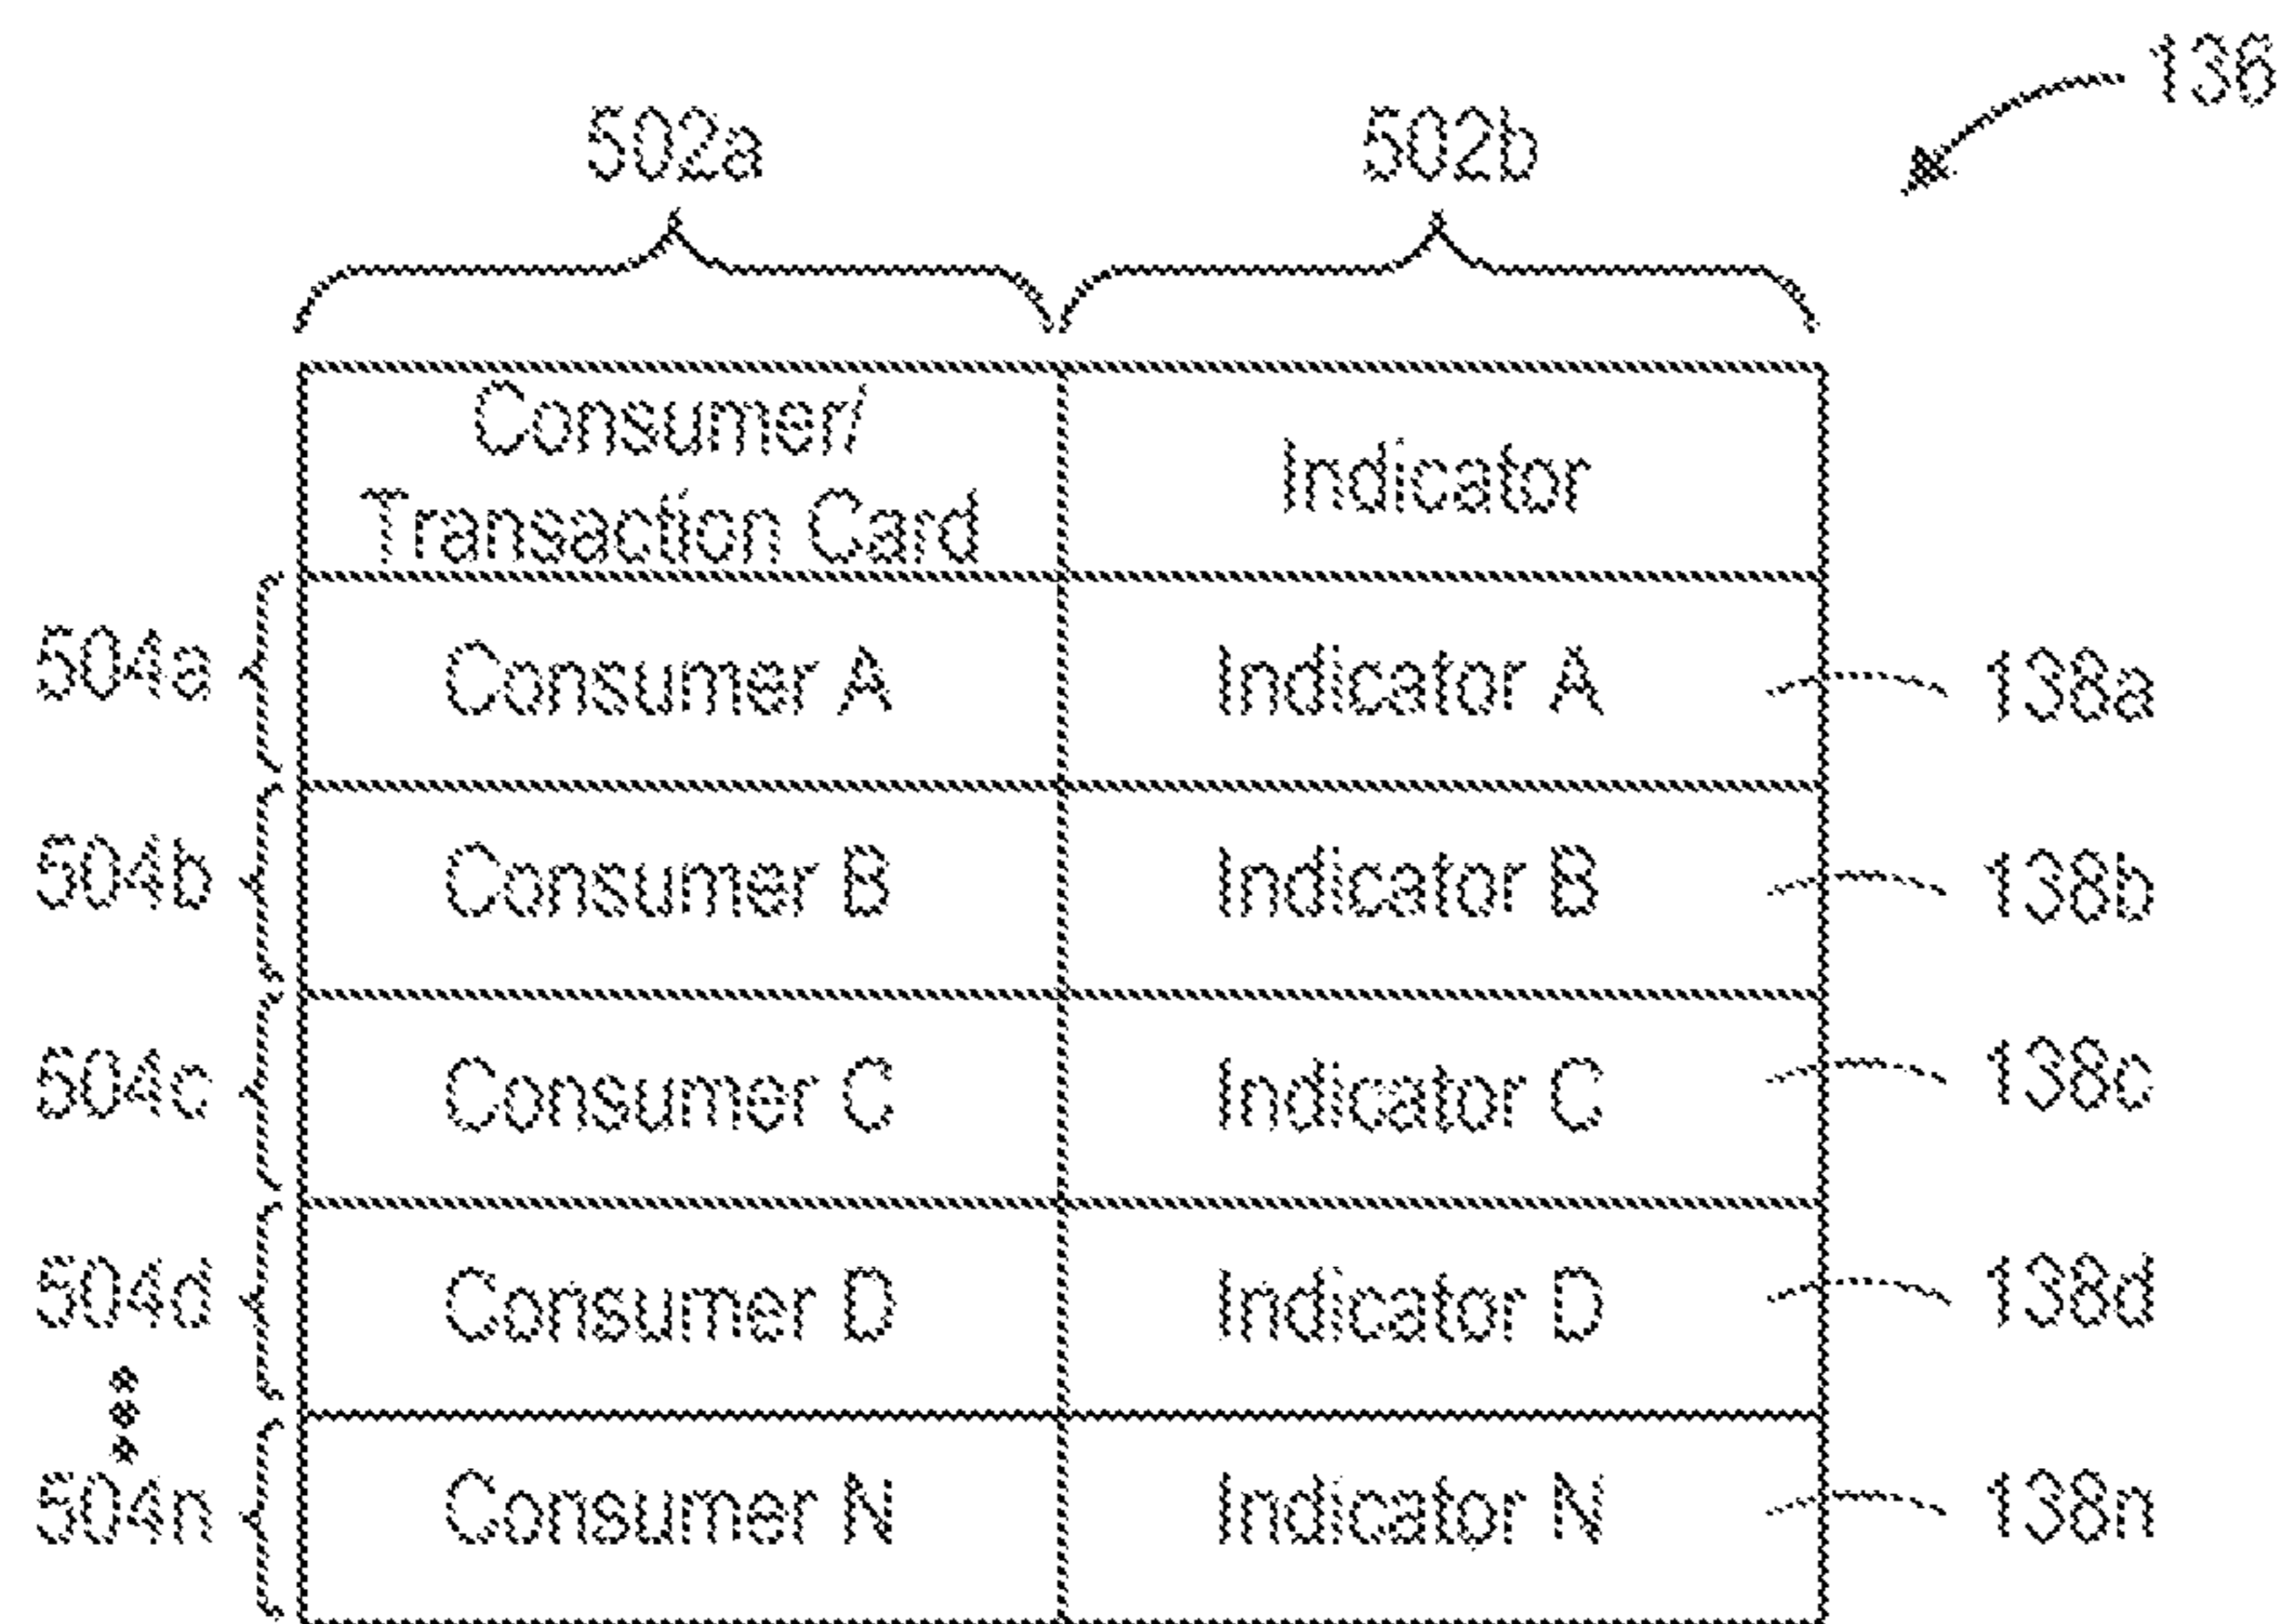 136
502a 502b
Consumer/
Transaction Card
Indicator
504a Consumer A Indicator A 138a
504b Consumer B Indicator B 138b
504c Consumer C Indicator C 138c
504d Consumer D Indicator D 138d
504n Consumer N Indicator N 138n